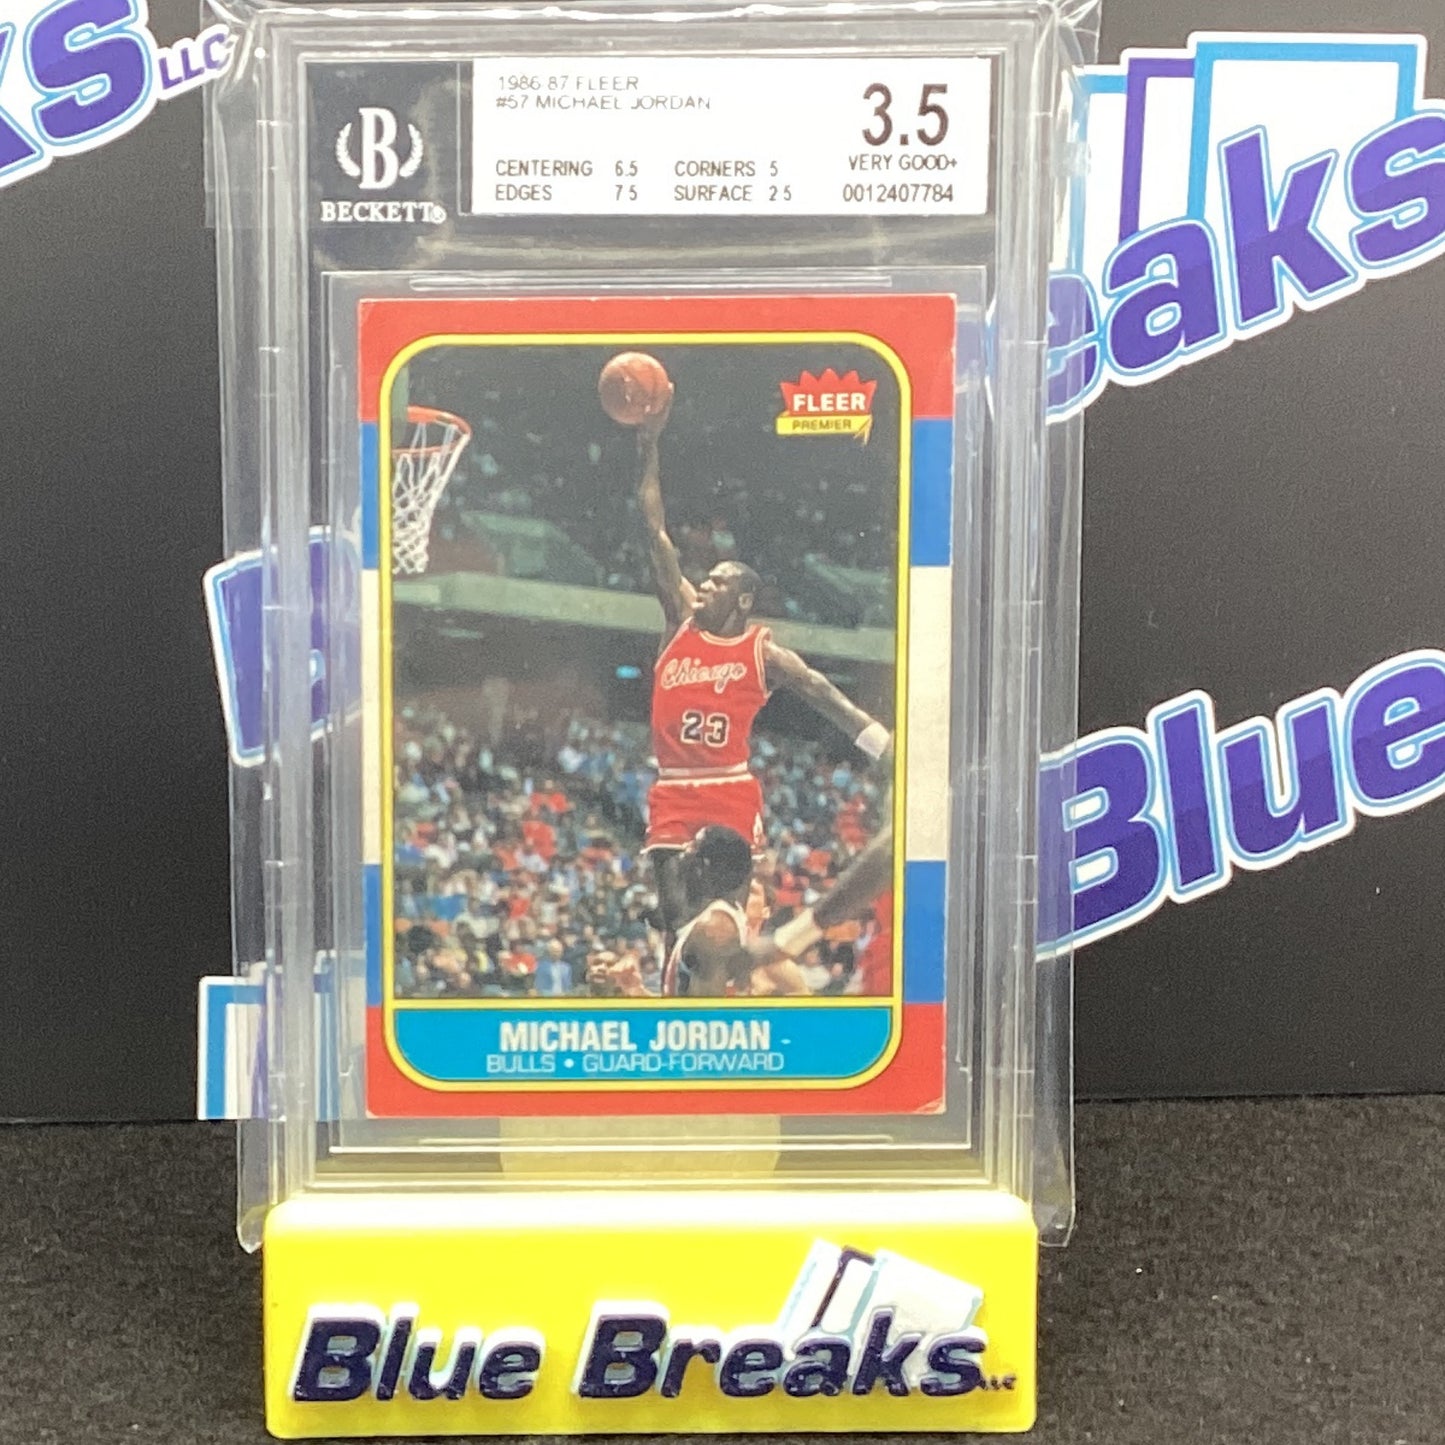 ks LLC
B
BECKETT®
1986-87 FLEER
#57 MICHAEL JORDAN
3.5
VERY GOOD+
CENTERING 6.5 CORNERS 5
EDGES 7.5 SURFACE 2.5
0012407784
FLEER
PREMIER
Chicago
23
MICHAEL JORDAN
BULLS • GUARD-FORWARD
eaks
Blue
Blue Breaks LLC